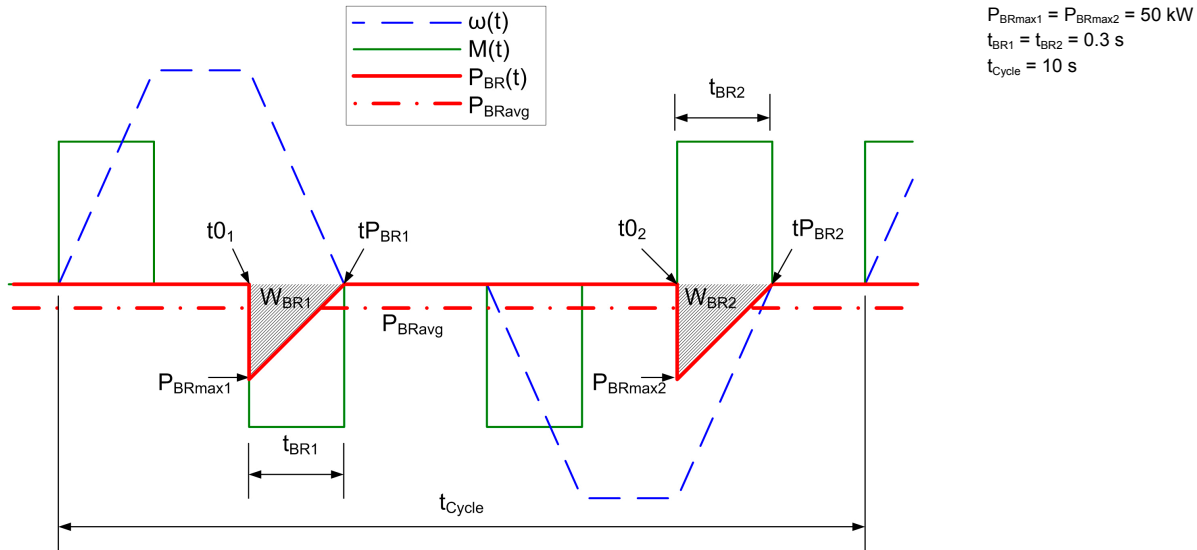 ω(t)
M(t)
P_BR(t)
P_BRavg
P_BRmax1 = P_BRmax2 = 50 kW
t_BR1 = t_BR2 = 0.3 s
t_Cycle = 10 s
t_BR2
t0_1
tP_BR1
t0_2
tP_BR2
W_BR1
W_BR2
P_BRavg
P_BRmax1
P_BRmax2
t_BR1
t_Cycle